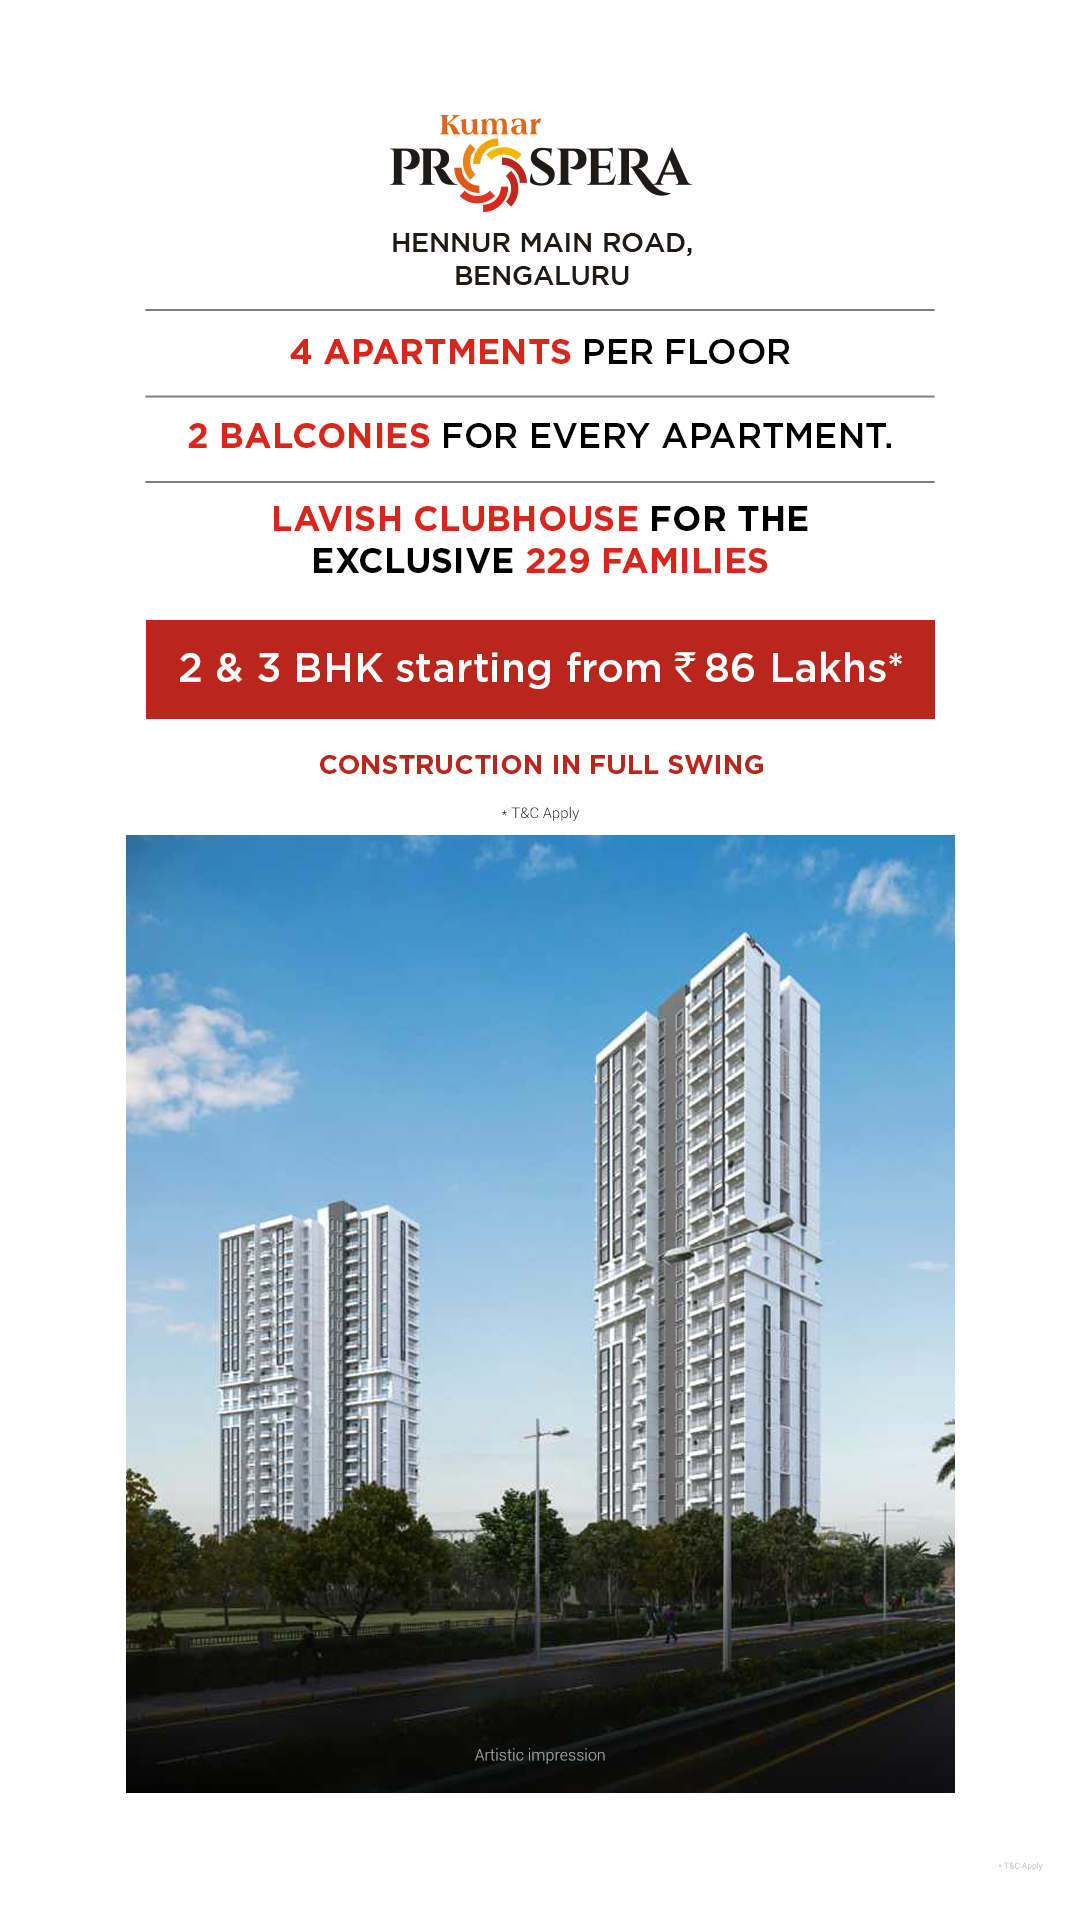 Kumar
PROSPERA
HENNUR MAIN ROAD,
BENGALURU
4 APARTMENTS PER FLOOR
2 BALCONIES FOR EVERY APARTMENT.
LAVISH CLUBHOUSE FOR THE
EXCLUSIVE 229 FAMILIES
2 & 3 BHK starting from ₹ 86 Lakhs*
CONSTRUCTION IN FULL SWING
* T&C Apply
Artistic impression
* T&C Apply